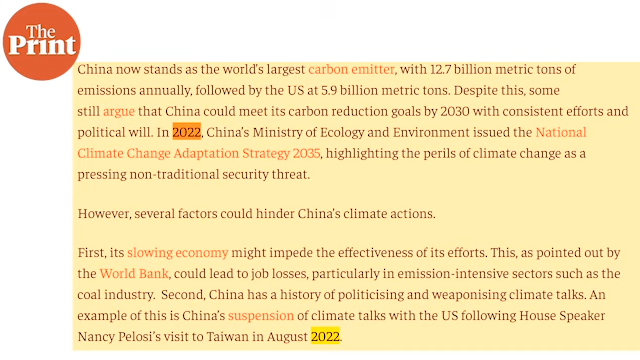 The
Print
China now stands as the world's largest carbon emitter, with 12.7 billion metric tons of
emissions annually, followed by the US at 5.9 billion metric tons. Despite this, some
still argue that China could meet its carbon reduction goals by 2030 with consistent efforts and
political will. In 2022, China's Ministry of Ecology and Environment issued the National
Climate Change Adaptation Strategy 2035, highlighting the perils of climate change as a
pressing non-traditional security threat.
However, several factors could hinder China's climate actions.
First, its slowing economy might impede the effectiveness of its efforts. This, as pointed out by
the World Bank, could lead to job losses, particularly in emission-intensive sectors such as the
coal industry. Second, China has a history of politicising and weaponising climate talks. An
example of this is China's suspension of climate talks with the US following House Speaker
Nancy Pelosi's visit to Taiwan in August 2022.